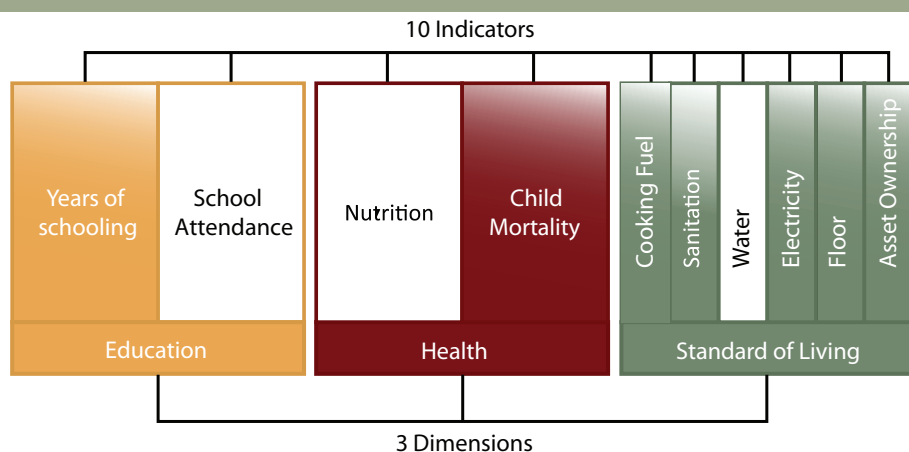 10 Indicators
Years of
schooling
School
Attendance
Nutrition
Child
Mortality
Cooking Fuel
Sanitation
Water
Electricity
Floor
Asset Ownership
Education
Health
Standard of Living
3 Dimensions